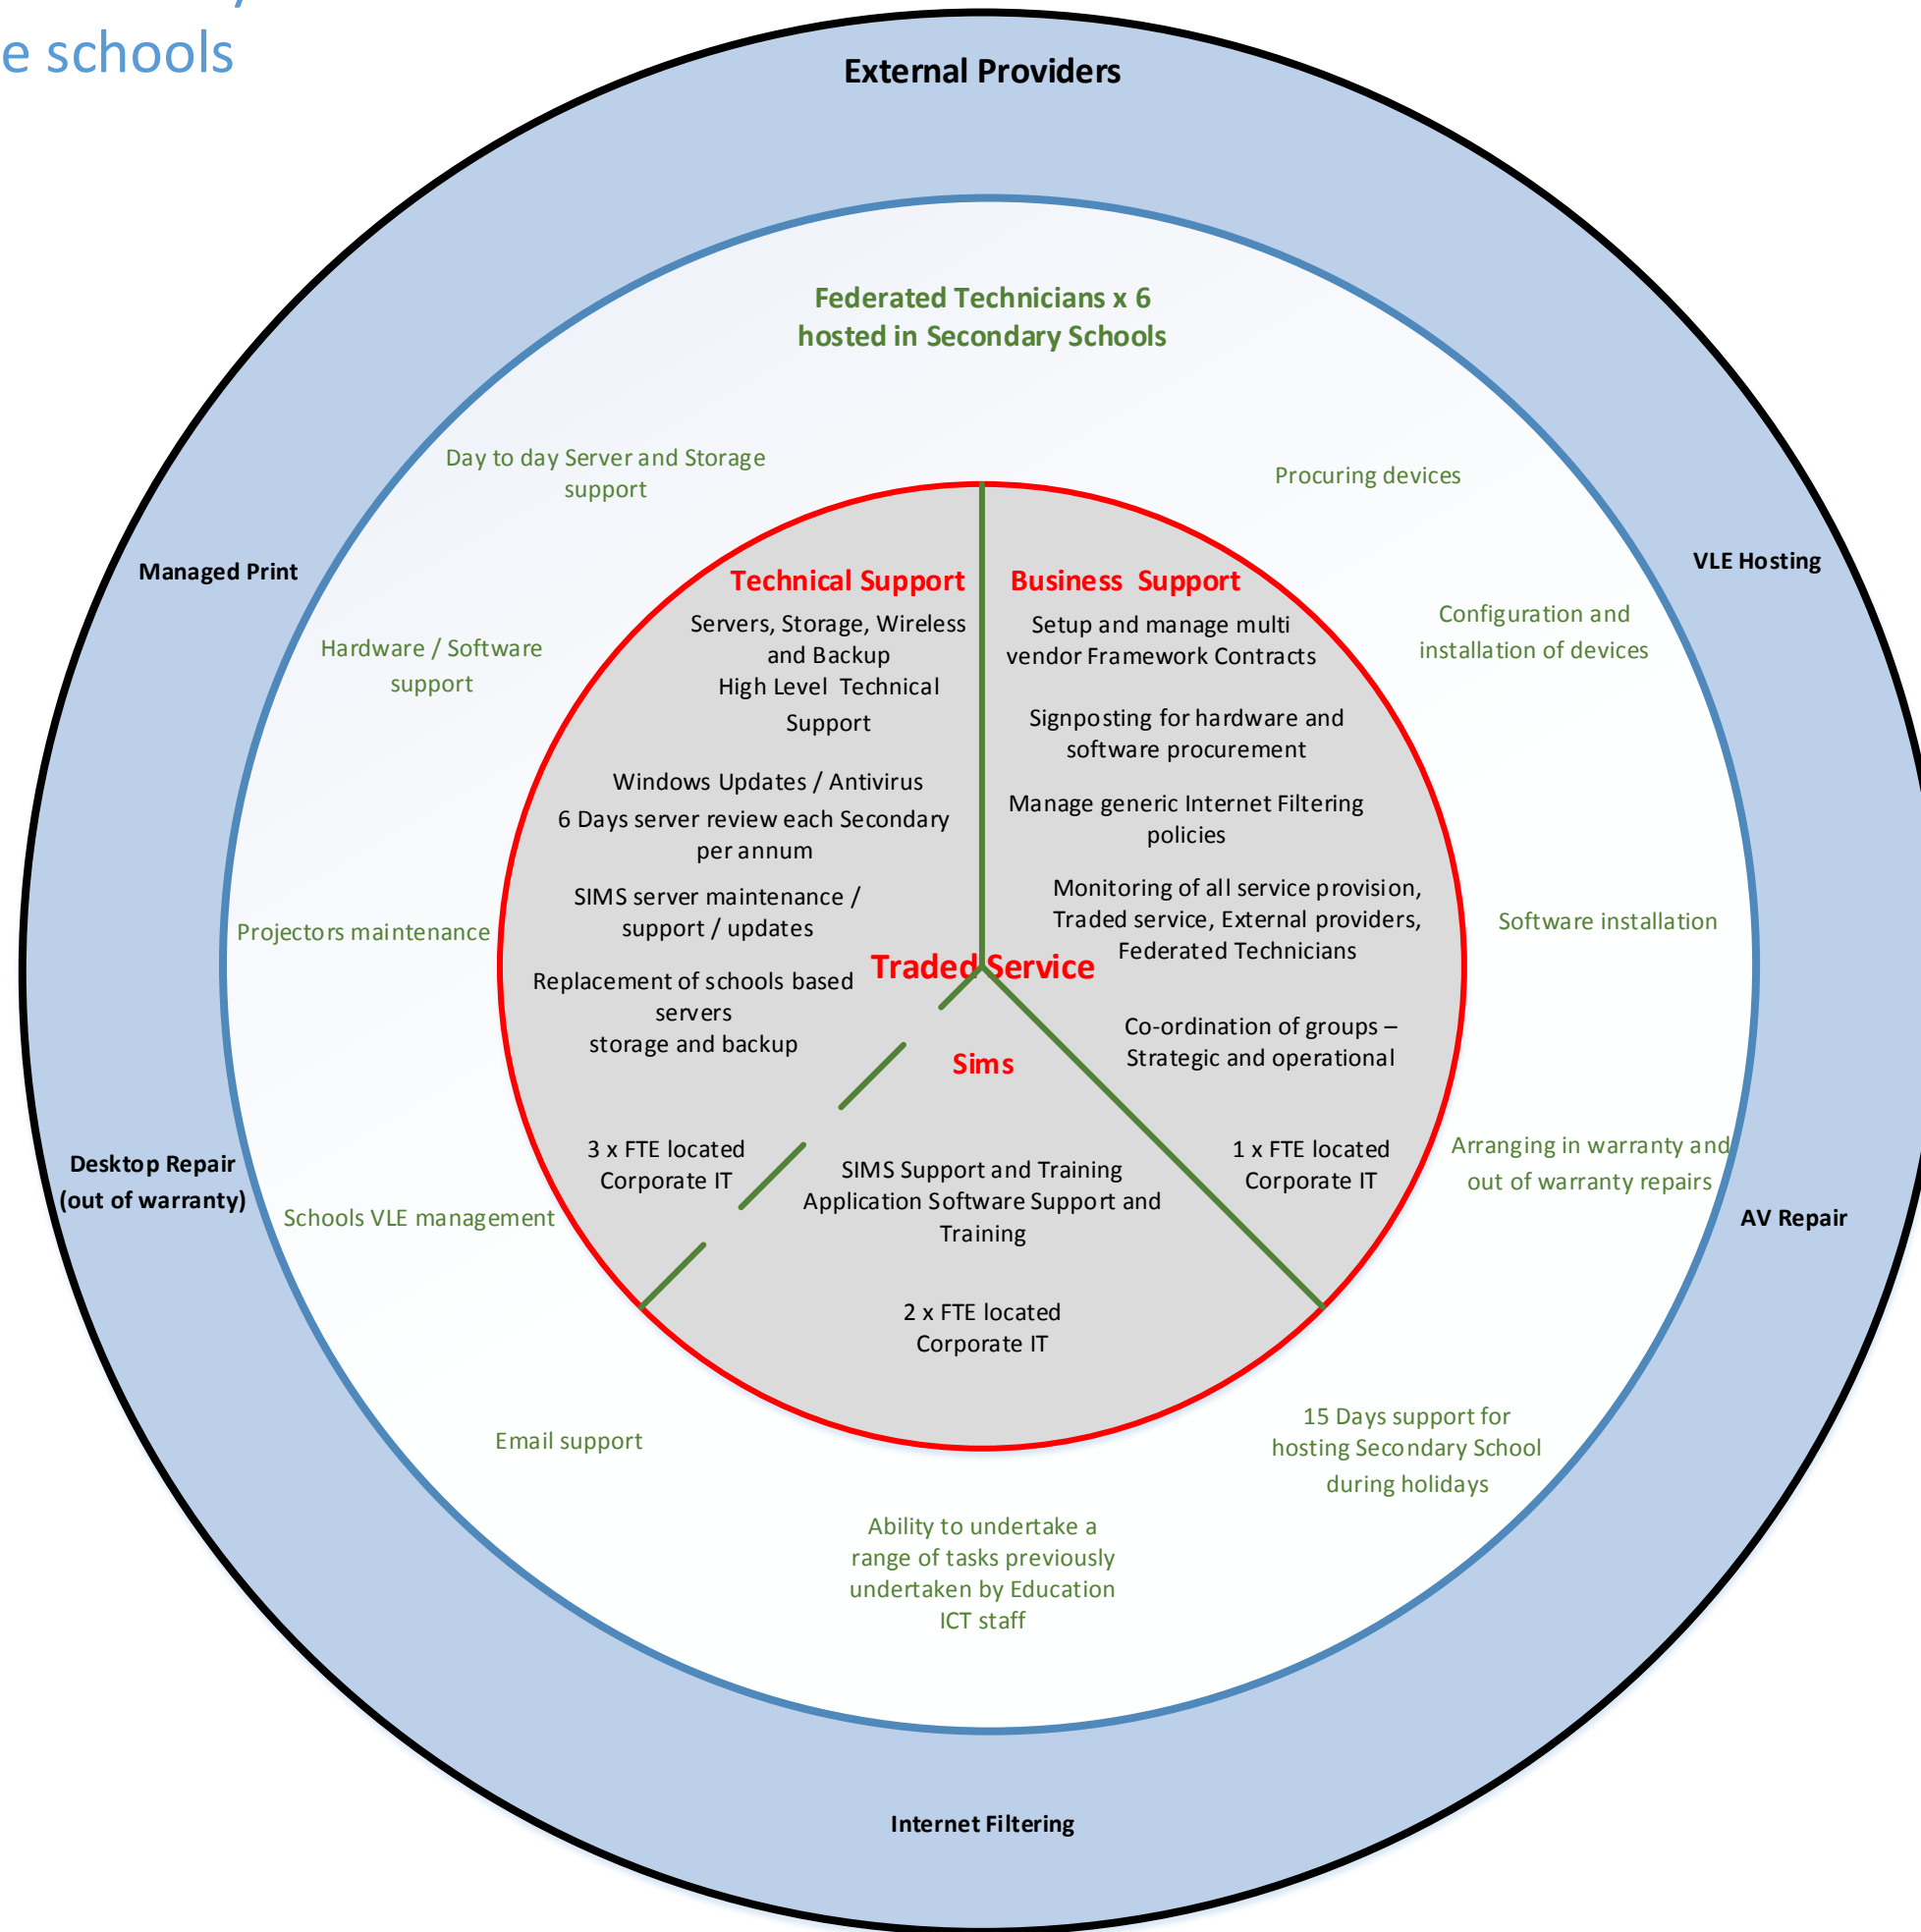 e schools
External Providers
Federated Technicians x 6
hosted in Secondary Schools
Day to day Server and Storage
support
Procuring devices
Managed Print
VLE Hosting
Hardware / Software
support
Configuration and
installation of devices
Technical Support
Servers, Storage, Wireless
and Backup
High Level Technical
Support
Windows Updates / Antivirus
6 Days server review each Secondary
per annum
SIMS server maintenance /
support / updates
Replacement of schools based
servers
storage and backup
3 x FTE located
Corporate IT
Business Support
Setup and manage multi
vendor Framework Contracts
Signposting for hardware and
software procurement
Manage generic Internet Filtering
policies
Monitoring of all service provision,
Traded service, External providers,
Federated Technicians
Co-ordination of groups –
Strategic and operational
1 x FTE located
Corporate IT
Traded Service
Sims
SIMS Support and Training
Application Software Support and
Training
2 x FTE located
Corporate IT
Projectors maintenance
Software installation
Desktop Repair
(out of warranty)
Schools VLE management
Arranging in warranty and
out of warranty repairs
AV Repair
Email support
15 Days support for
hosting Secondary School
during holidays
Ability to undertake a
range of tasks previously
undertaken by Education
ICT staff
Internet Filtering